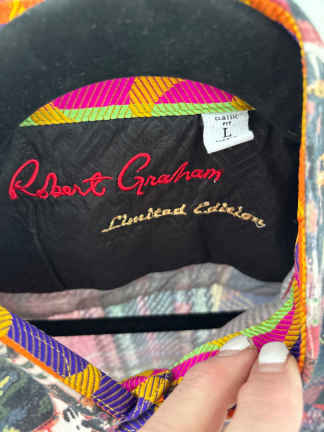 classic
FIT
L
Robert Graham
Limited Edition